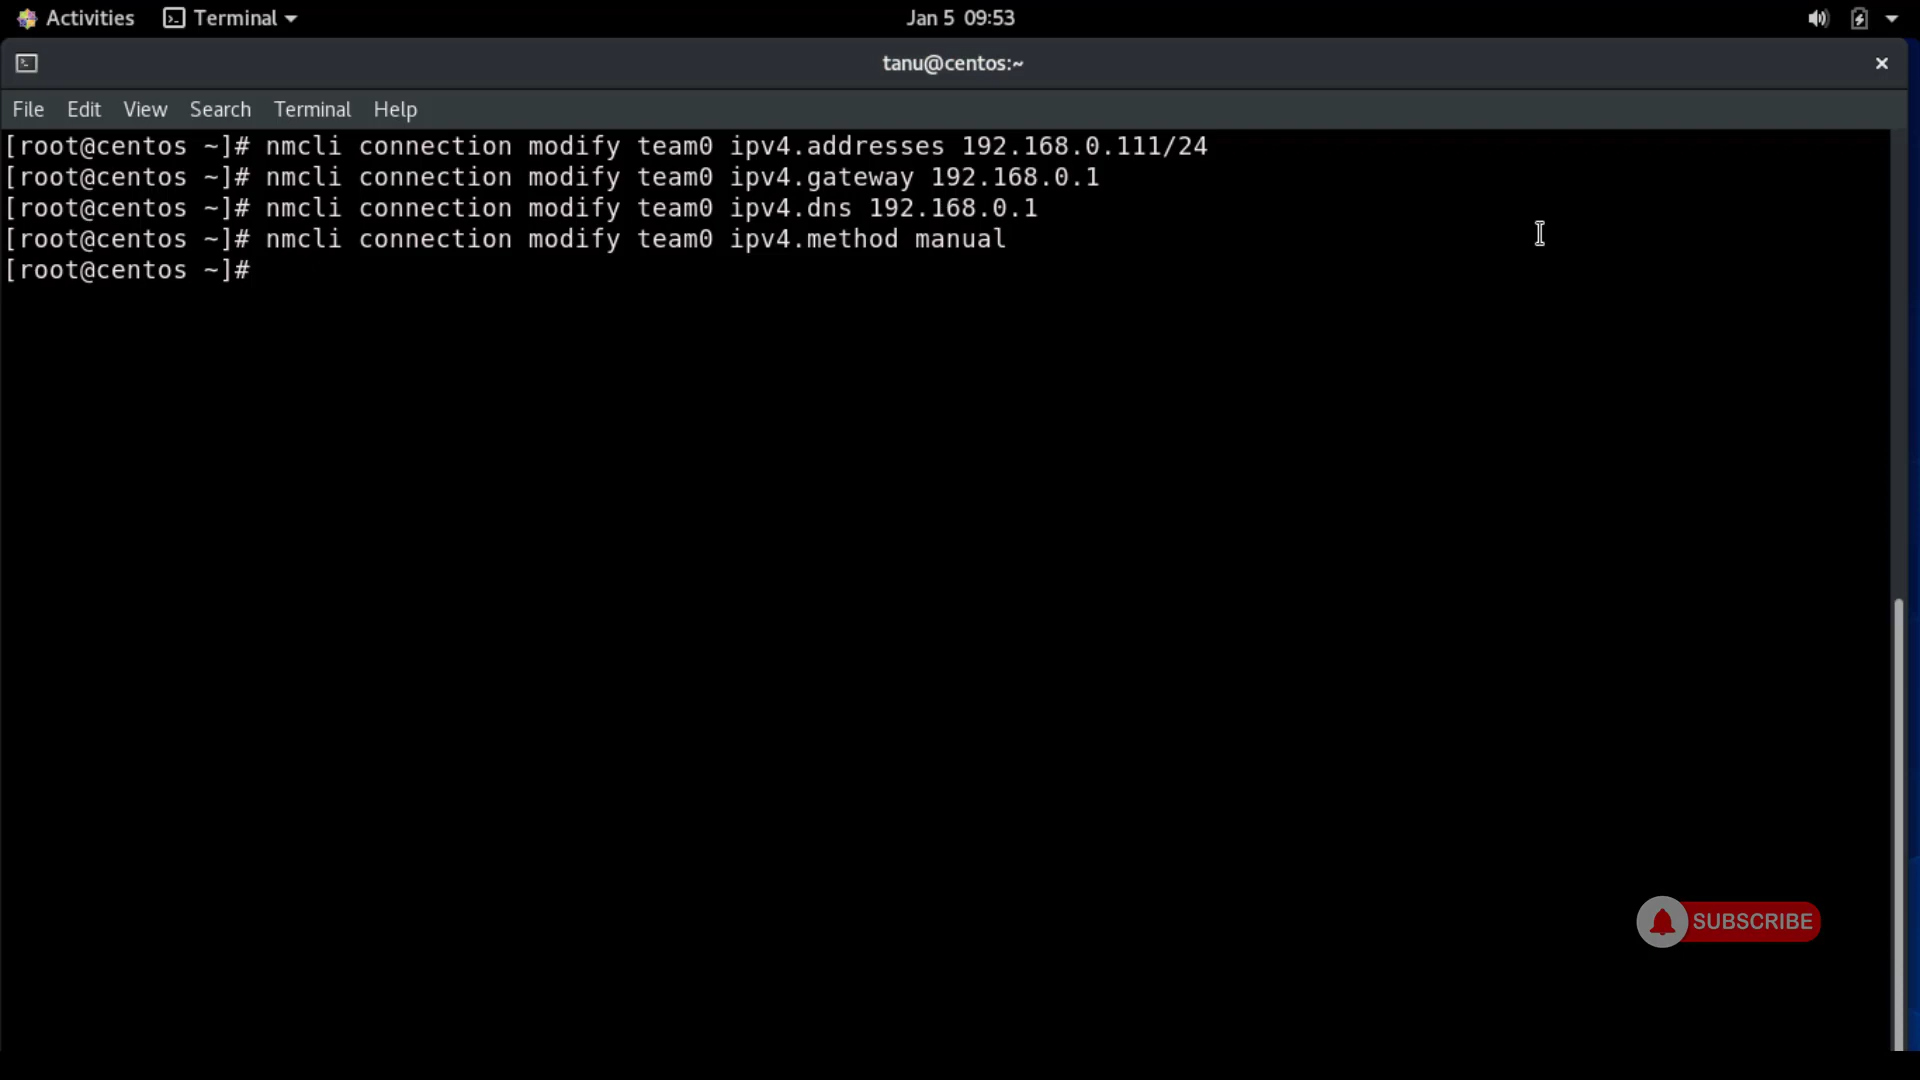 Activities Terminal Jan 5 09:53
tanu@centos:~
File Edit View Search Terminal Help
[root@centos ~]# nmcli connection modify team0 ipv4.addresses 192.168.0.111/24
[root@centos ~]# nmcli connection modify team0 ipv4.gateway 192.168.0.1
[root@centos ~]# nmcli connection modify team0 ipv4.dns 192.168.0.1
[root@centos ~]# nmcli connection modify team0 ipv4.method manual
[root@centos ~]#
SUBSCRIBE